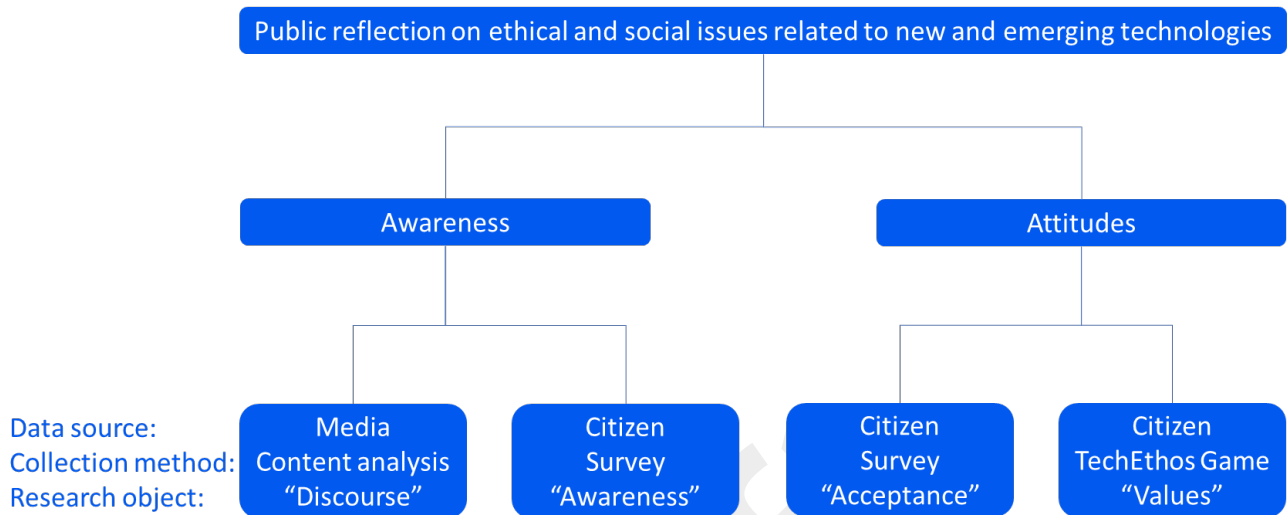 Public reflection on ethical and social issues related to new and emerging technologies
Awareness
Attitudes
Data source:
Collection method:
Research object:
Media
Content analysis
“Discourse”
Citizen
Survey
“Awareness”
Citizen
Survey
“Acceptance”
Citizen
TechEthos Game
“Values”